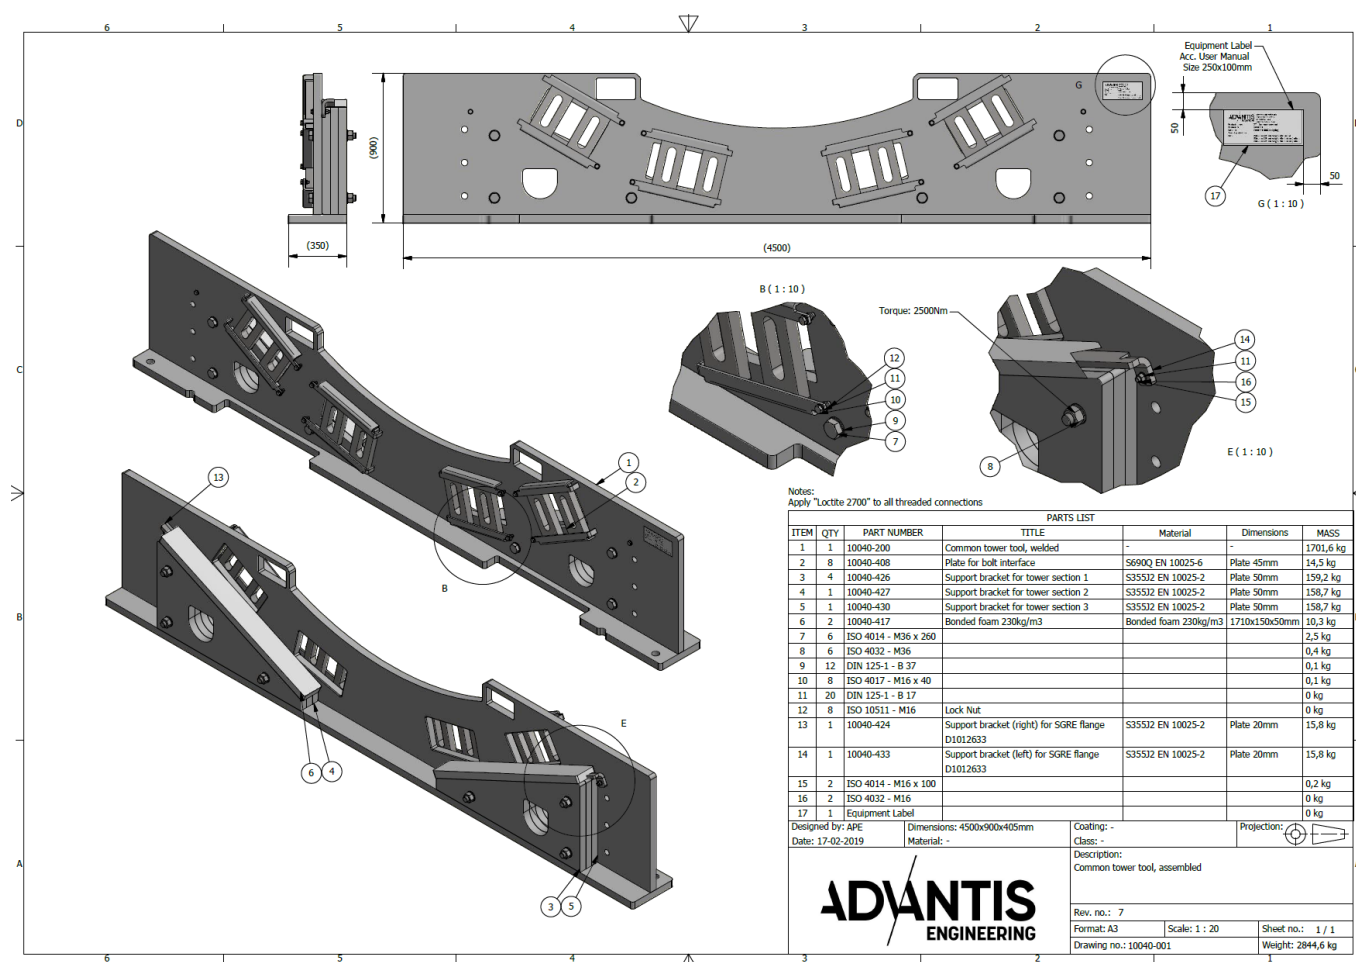 6 5 4 3 2 1
D
C
B
A
(900)
(350)
(4500)
G
Equipment Label
Acc. User Manual
Size 250x100mm
50
ADVANTIS
50
17
G ( 1 : 10 )
B ( 1 : 10 )
12
11
10
9
7
Torque: 2500Nm
14
11
16
15
8
E ( 1 : 10 )
1
2
B
13
6 4
E
3 5
Notes:
Apply "Loctite 2700" to all threaded connections
PARTS LIST
ITEM QTY PART NUMBER TITLE Material Dimensions MASS
1 1 10040-200 Common tower tool, welded - - 1701,6 kg
2 8 10040-408 Plate for bolt interface S690Q EN 10025-6 Plate 45mm 14,5 kg
3 4 10040-426 Support bracket for tower section 1 S355J2 EN 10025-2 Plate 50mm 159,2 kg
4 1 10040-427 Support bracket for tower section 2 S355J2 EN 10025-2 Plate 50mm 158,7 kg
5 1 10040-430 Support bracket for tower section 3 S355J2 EN 10025-2 Plate 50mm 158,7 kg
6 2 10040-417 Bonded foam 230kg/m3 Bonded foam 230kg/m3 1710x150x50mm 10,3 kg
7 6 ISO 4014 - M36 x 260 2,5 kg
8 6 ISO 4032 - M36 0,4 kg
9 12 DIN 125-1 - B 37 0,1 kg
10 8 ISO 4017 - M16 x 40 0,1 kg
11 20 DIN 125-1 - B 17 0 kg
12 8 ISO 10511 - M16 Lock Nut 0 kg
13 1 10040-424 Support bracket (right) for SGRE flange S355J2 EN 10025-2 Plate 20mm 15,8 kg
D1012633
14 1 10040-433 Support bracket (left) for SGRE flange S355J2 EN 10025-2 Plate 20mm 15,8 kg
D1012633
15 2 ISO 4014 - M16 x 100 0,2 kg
16 2 ISO 4032 - M16 0 kg
17 1 Equipment Label 0 kg
Designed by: APE Dimensions: 4500x900x405mm Coating: - Projection:
Date: 17-02-2019 Material: - Class: -
Description:
Common tower tool, assembled
ADVANTIS
ENGINEERING
Rev. no.: 7
Format: A3 Scale: 1 : 20 Sheet no.: 1 / 1
Drawing no.: 10040-001 Weight: 2844,6 kg
6 5 4 3 2 1